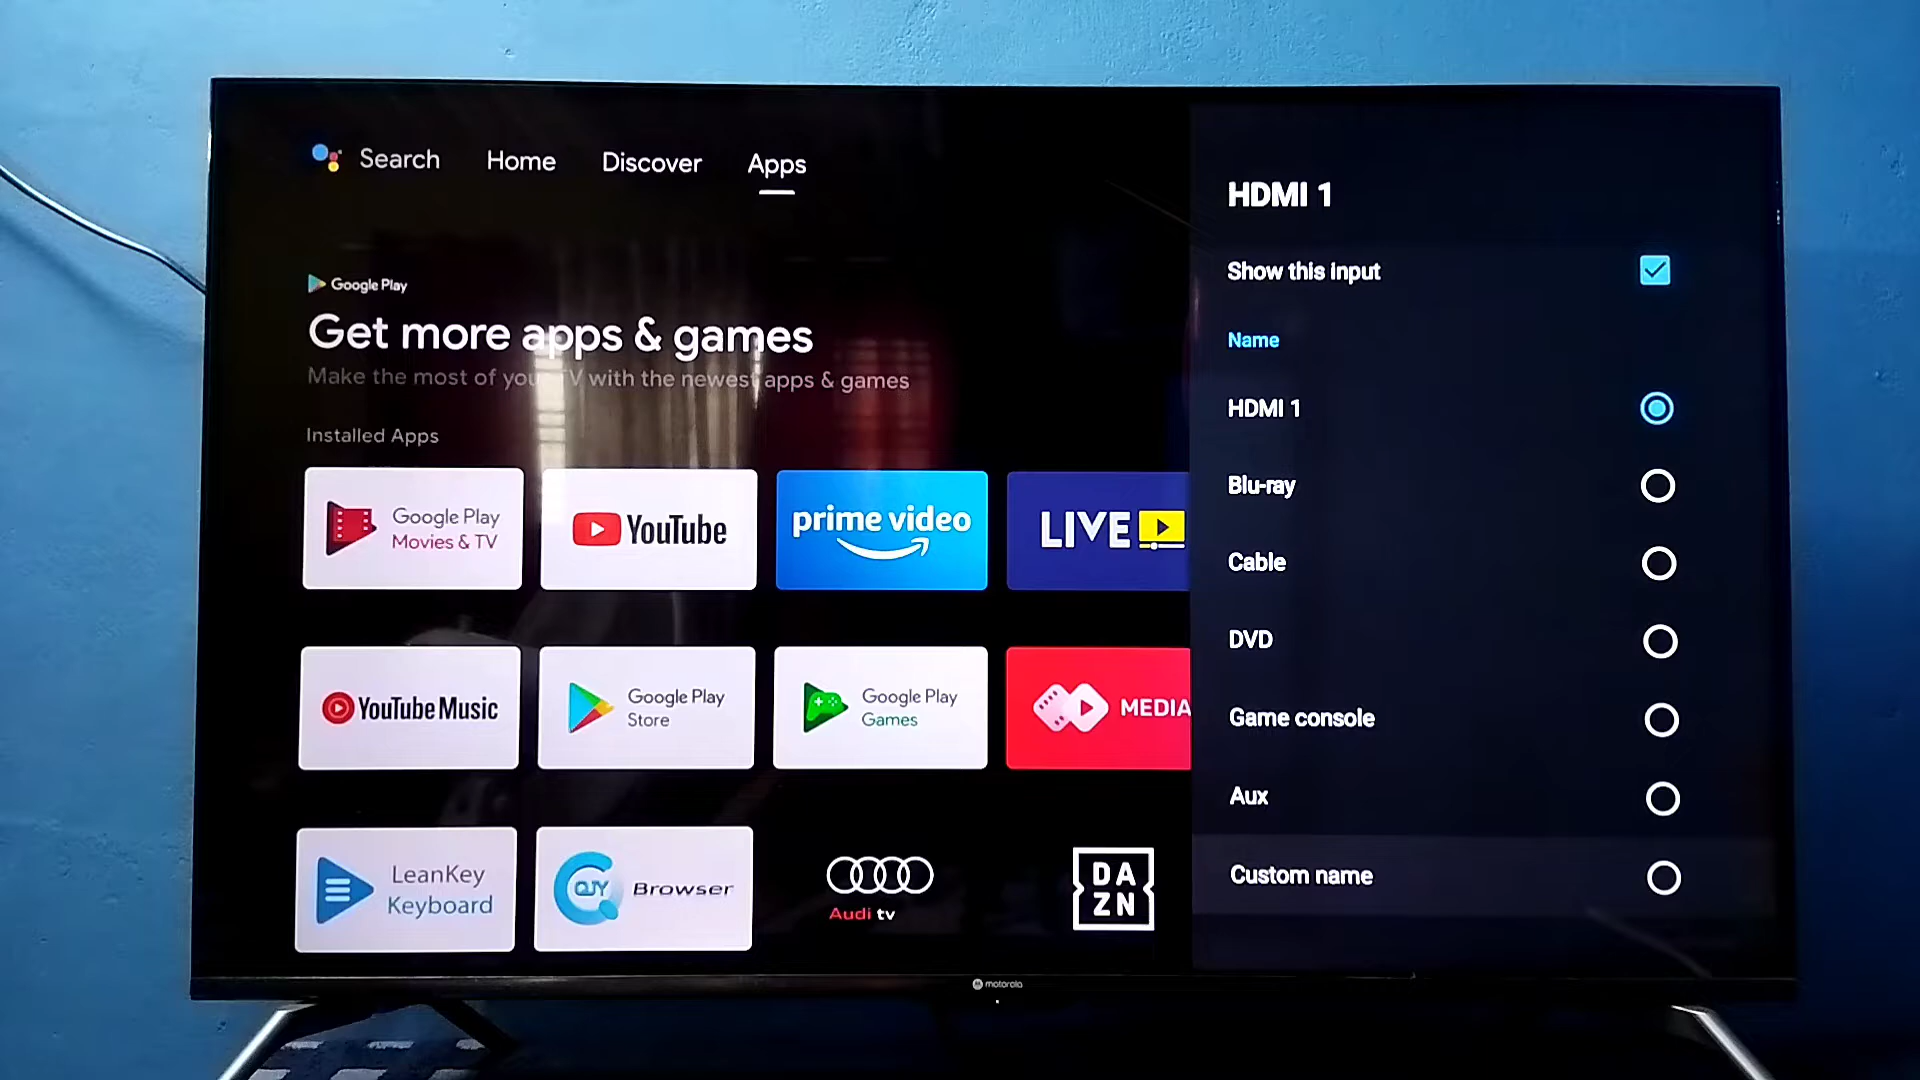 Search Home Discover Apps
Google Play
Get more apps & games
Make the most of your TV with the newest apps & games
Installed Apps
Google Play
Movies & TV
YouTube
prime video
LIVE
YouTube Music
Google Play
Store
Google Play
Games
MEDIA
LeanKey
Keyboard
QJY Browser
Audi tv
DA
ZN
HDMI 1
Show this input
Name
HDMI 1
Blu-ray
Cable
DVD
Game console
Aux
Custom name
motorola